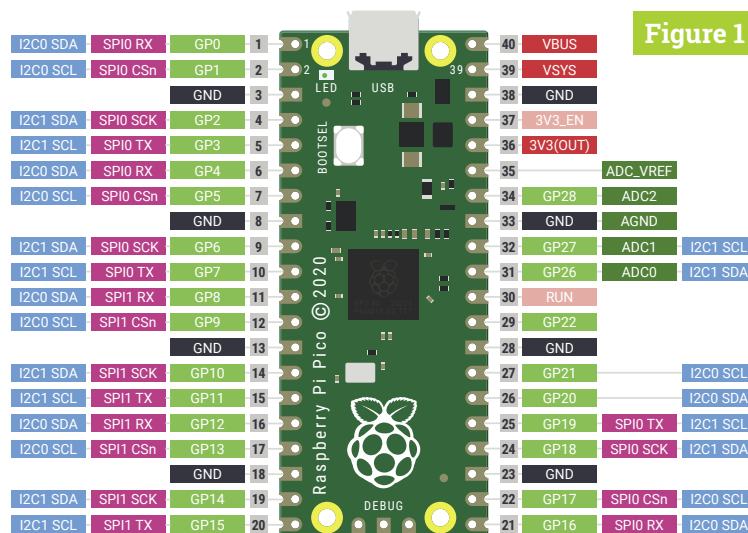 Figure 1
I2C0 SDA SPI0 RX GP0 1 1 40 VBUS
I2C0 SCL SPI0 CSn GP1 2 2 39 39 VSYS
GND 3 LED USB 38 GND
I2C1 SDA SPI0 SCK GP2 4 37 3V3_EN
I2C1 SCL SPI0 TX GP3 5 BOOTSEL 36 3V3(OUT)
I2C0 SDA SPI0 RX GP4 6 35 ADC_VREF
I2C0 SCL SPI0 CSn GP5 7 34 GP28 ADC2
GND 8 33 GND AGND
I2C1 SDA SPI0 SCK GP6 9 32 GP27 ADC1 I2C1 SCL
I2C1 SCL SPI0 TX GP7 10 31 GP26 ADC0 I2C1 SDA
I2C0 SDA SPI1 RX GP8 11 30 RUN
I2C0 SCL SPI1 CSn GP9 12 29 GP22
GND 13 28 GND
I2C1 SDA SPI1 SCK GP10 14 27 GP21 I2C0 SCL
I2C1 SCL SPI1 TX GP11 15 26 GP20 I2C0 SDA
I2C0 SDA SPI1 RX GP12 16 25 GP19 SPI0 TX I2C1 SCL
I2C0 SCL SPI1 CSn GP13 17 24 GP18 SPI0 SCK I2C1 SDA
GND 18 23 GND
I2C1 SDA SPI1 SCK GP14 19 22 GP17 SPI0 CSn I2C0 SCL
I2C1 SCL SPI1 TX GP15 20 21 GP16 SPI0 RX I2C0 SDA
Raspberry Pi Pico ©2020
DEBUG